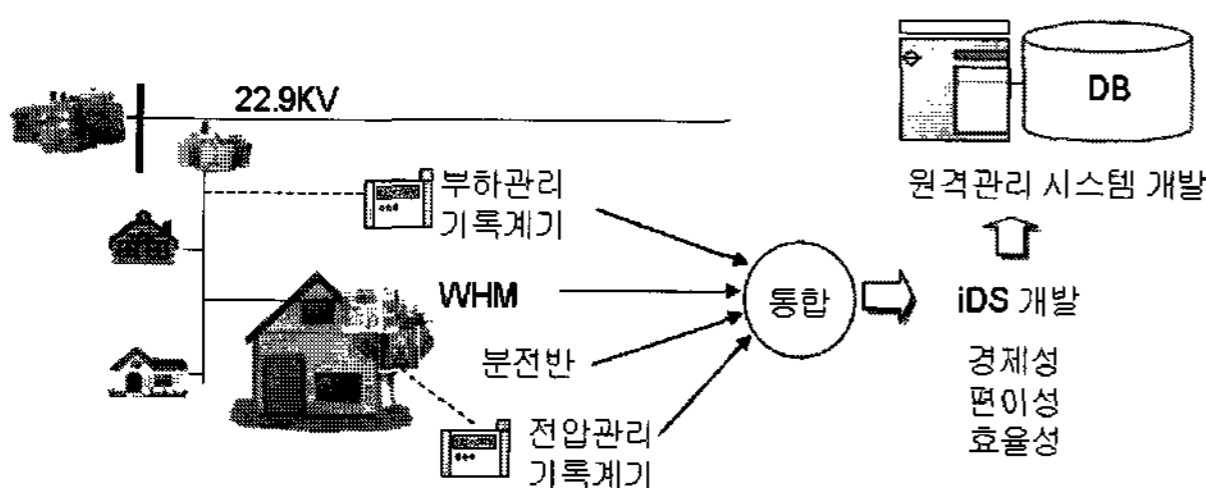 22.9KV
DB
원격관리 시스템 개발
부하관리
기록계기
WHM
통합
iDS 개발
분전반
경제성
편이성
효율성
전압관리
기록계기